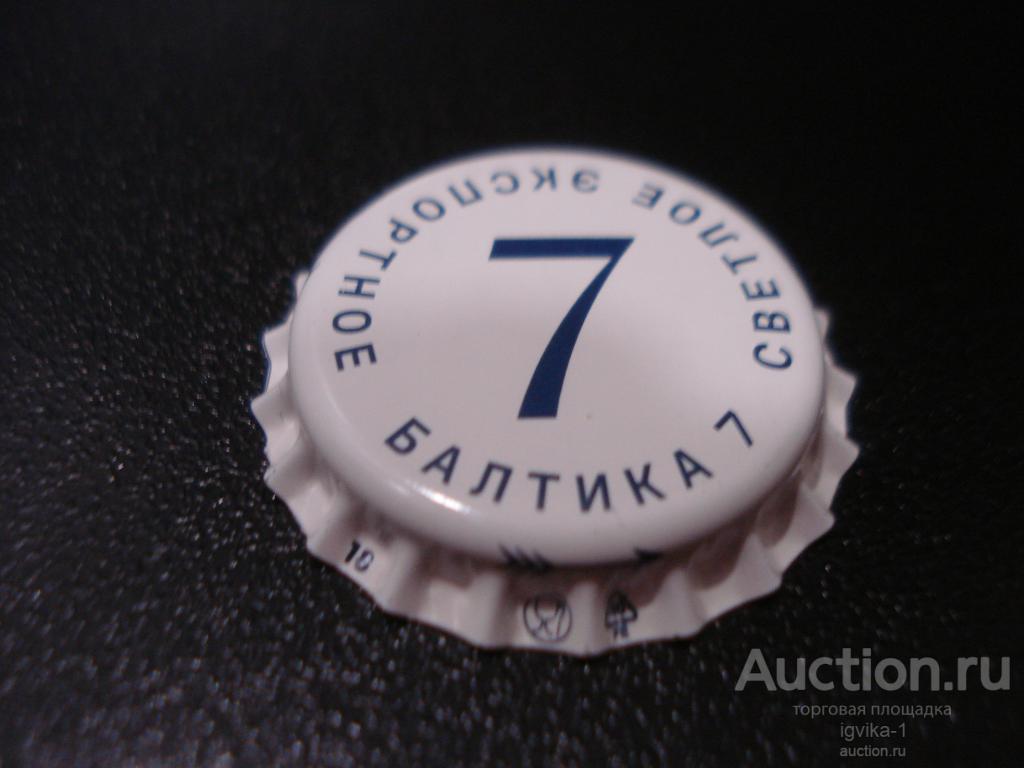 СВЕТЛОЕ ЭКСПОРТНОЕ
7
БАЛТИКА 7
10
Auction.ru
торговая площадка
igvika-1
auction.ru